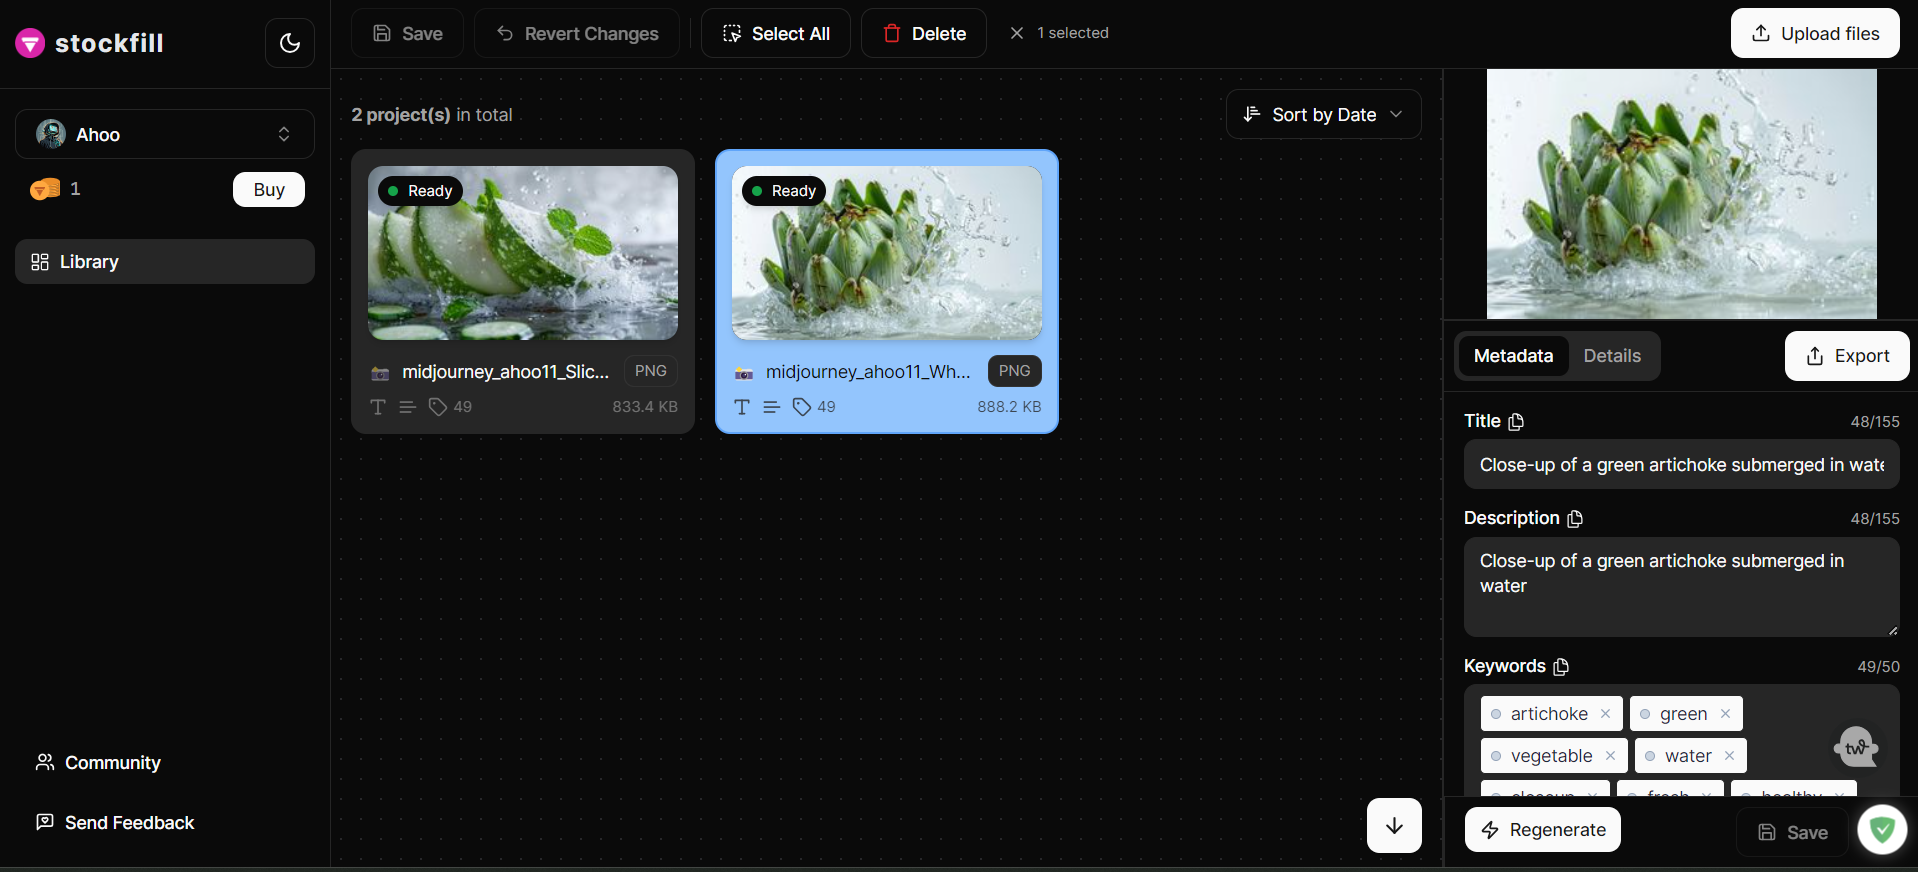 stockfill
Save
Revert Changes
Select All
Delete
1 selected
Upload files
Ahoo
1
Buy
Library
Community
Send Feedback
2 project(s) in total
Sort by Date
Ready
midjourney_ahoo11_Slic...
PNG
49
833.4 KB
Ready
midjourney_ahoo11_Wh...
PNG
49
888.2 KB
Metadata
Details
Export
Title
48/155
Close-up of a green artichoke submerged in wate
Description
48/155
Close-up of a green artichoke submerged in
water
Keywords
49/50
artichoke
green
vegetable
water
closeup
fresh
healthy
Regenerate
Save